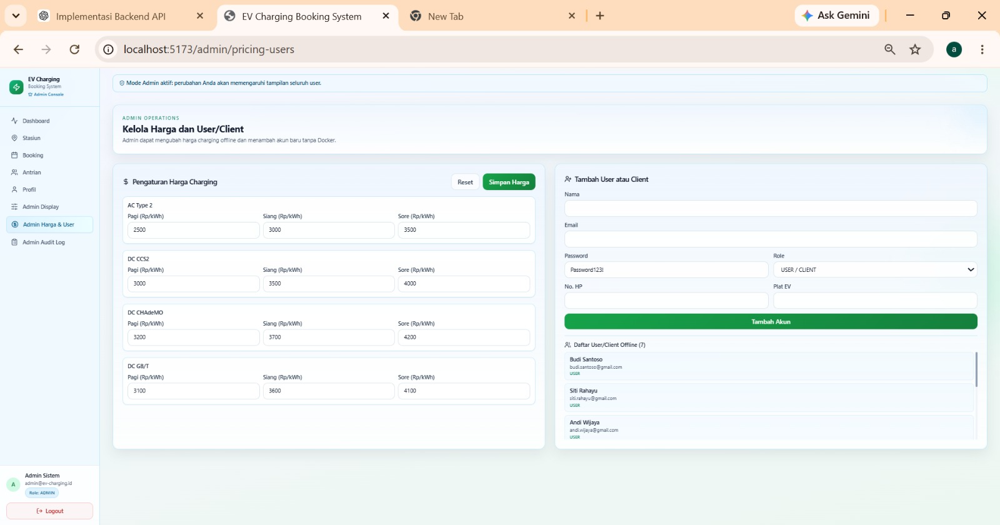 Implementasi Backend API
EV Charging Booking System
New Tab
Ask Gemini
localhost:5173/admin/pricing-users
a
EV Charging
Booking System
Admin Console
Dashboard
Stasiun
Booking
Antrian
Profil
Admin Display
Admin Harga & User
Admin Audit Log
A
Admin Sistem
admin@ev-charging.id
Role: ADMIN
Logout
Mode Admin aktif: perubahan Anda akan memengaruhi tampilan seluruh user.
ADMIN OPERATIONS
Kelola Harga dan User/Client
Admin dapat mengubah harga charging offline dan menambah akun baru tanpa Docker.
Pengaturan Harga Charging
Reset
Simpan Harga
AC Type 2
Pagi (Rp/kWh) Siang (Rp/kWh) Sore (Rp/kWh)
2500 3000 3500
DC CCS2
Pagi (Rp/kWh) Siang (Rp/kWh) Sore (Rp/kWh)
3000 3500 4000
DC CHAdeMO
Pagi (Rp/kWh) Siang (Rp/kWh) Sore (Rp/kWh)
3200 3700 4200
DC GB/T
Pagi (Rp/kWh) Siang (Rp/kWh) Sore (Rp/kWh)
3100 3600 4100
Tambah User atau Client
Nama
Email
Password Role
Password123! USER / CLIENT
No. HP Plat EV
Tambah Akun
Daftar User/Client Offline (7)
Budi Santoso
budi.santoso@gmail.com
USER
Siti Rahayu
siti.rahayu@gmail.com
USER
Andi Wijaya
andi.wijaya@gmail.com
USER